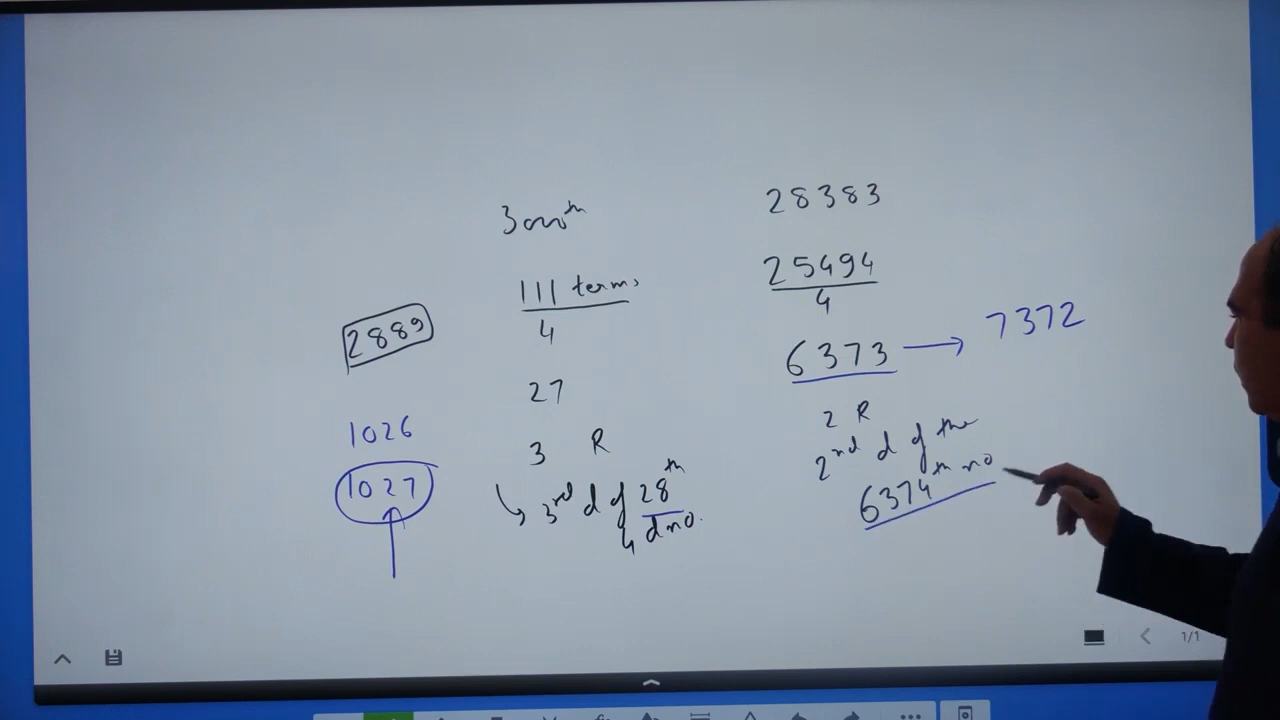 2889
1026
1027
3000th
111 terms
4
27
3 R
3rd d of 28th
4 d no.
28383
25494
4
6373 → 7372
2 R
2nd d of the
6374th no
1/1